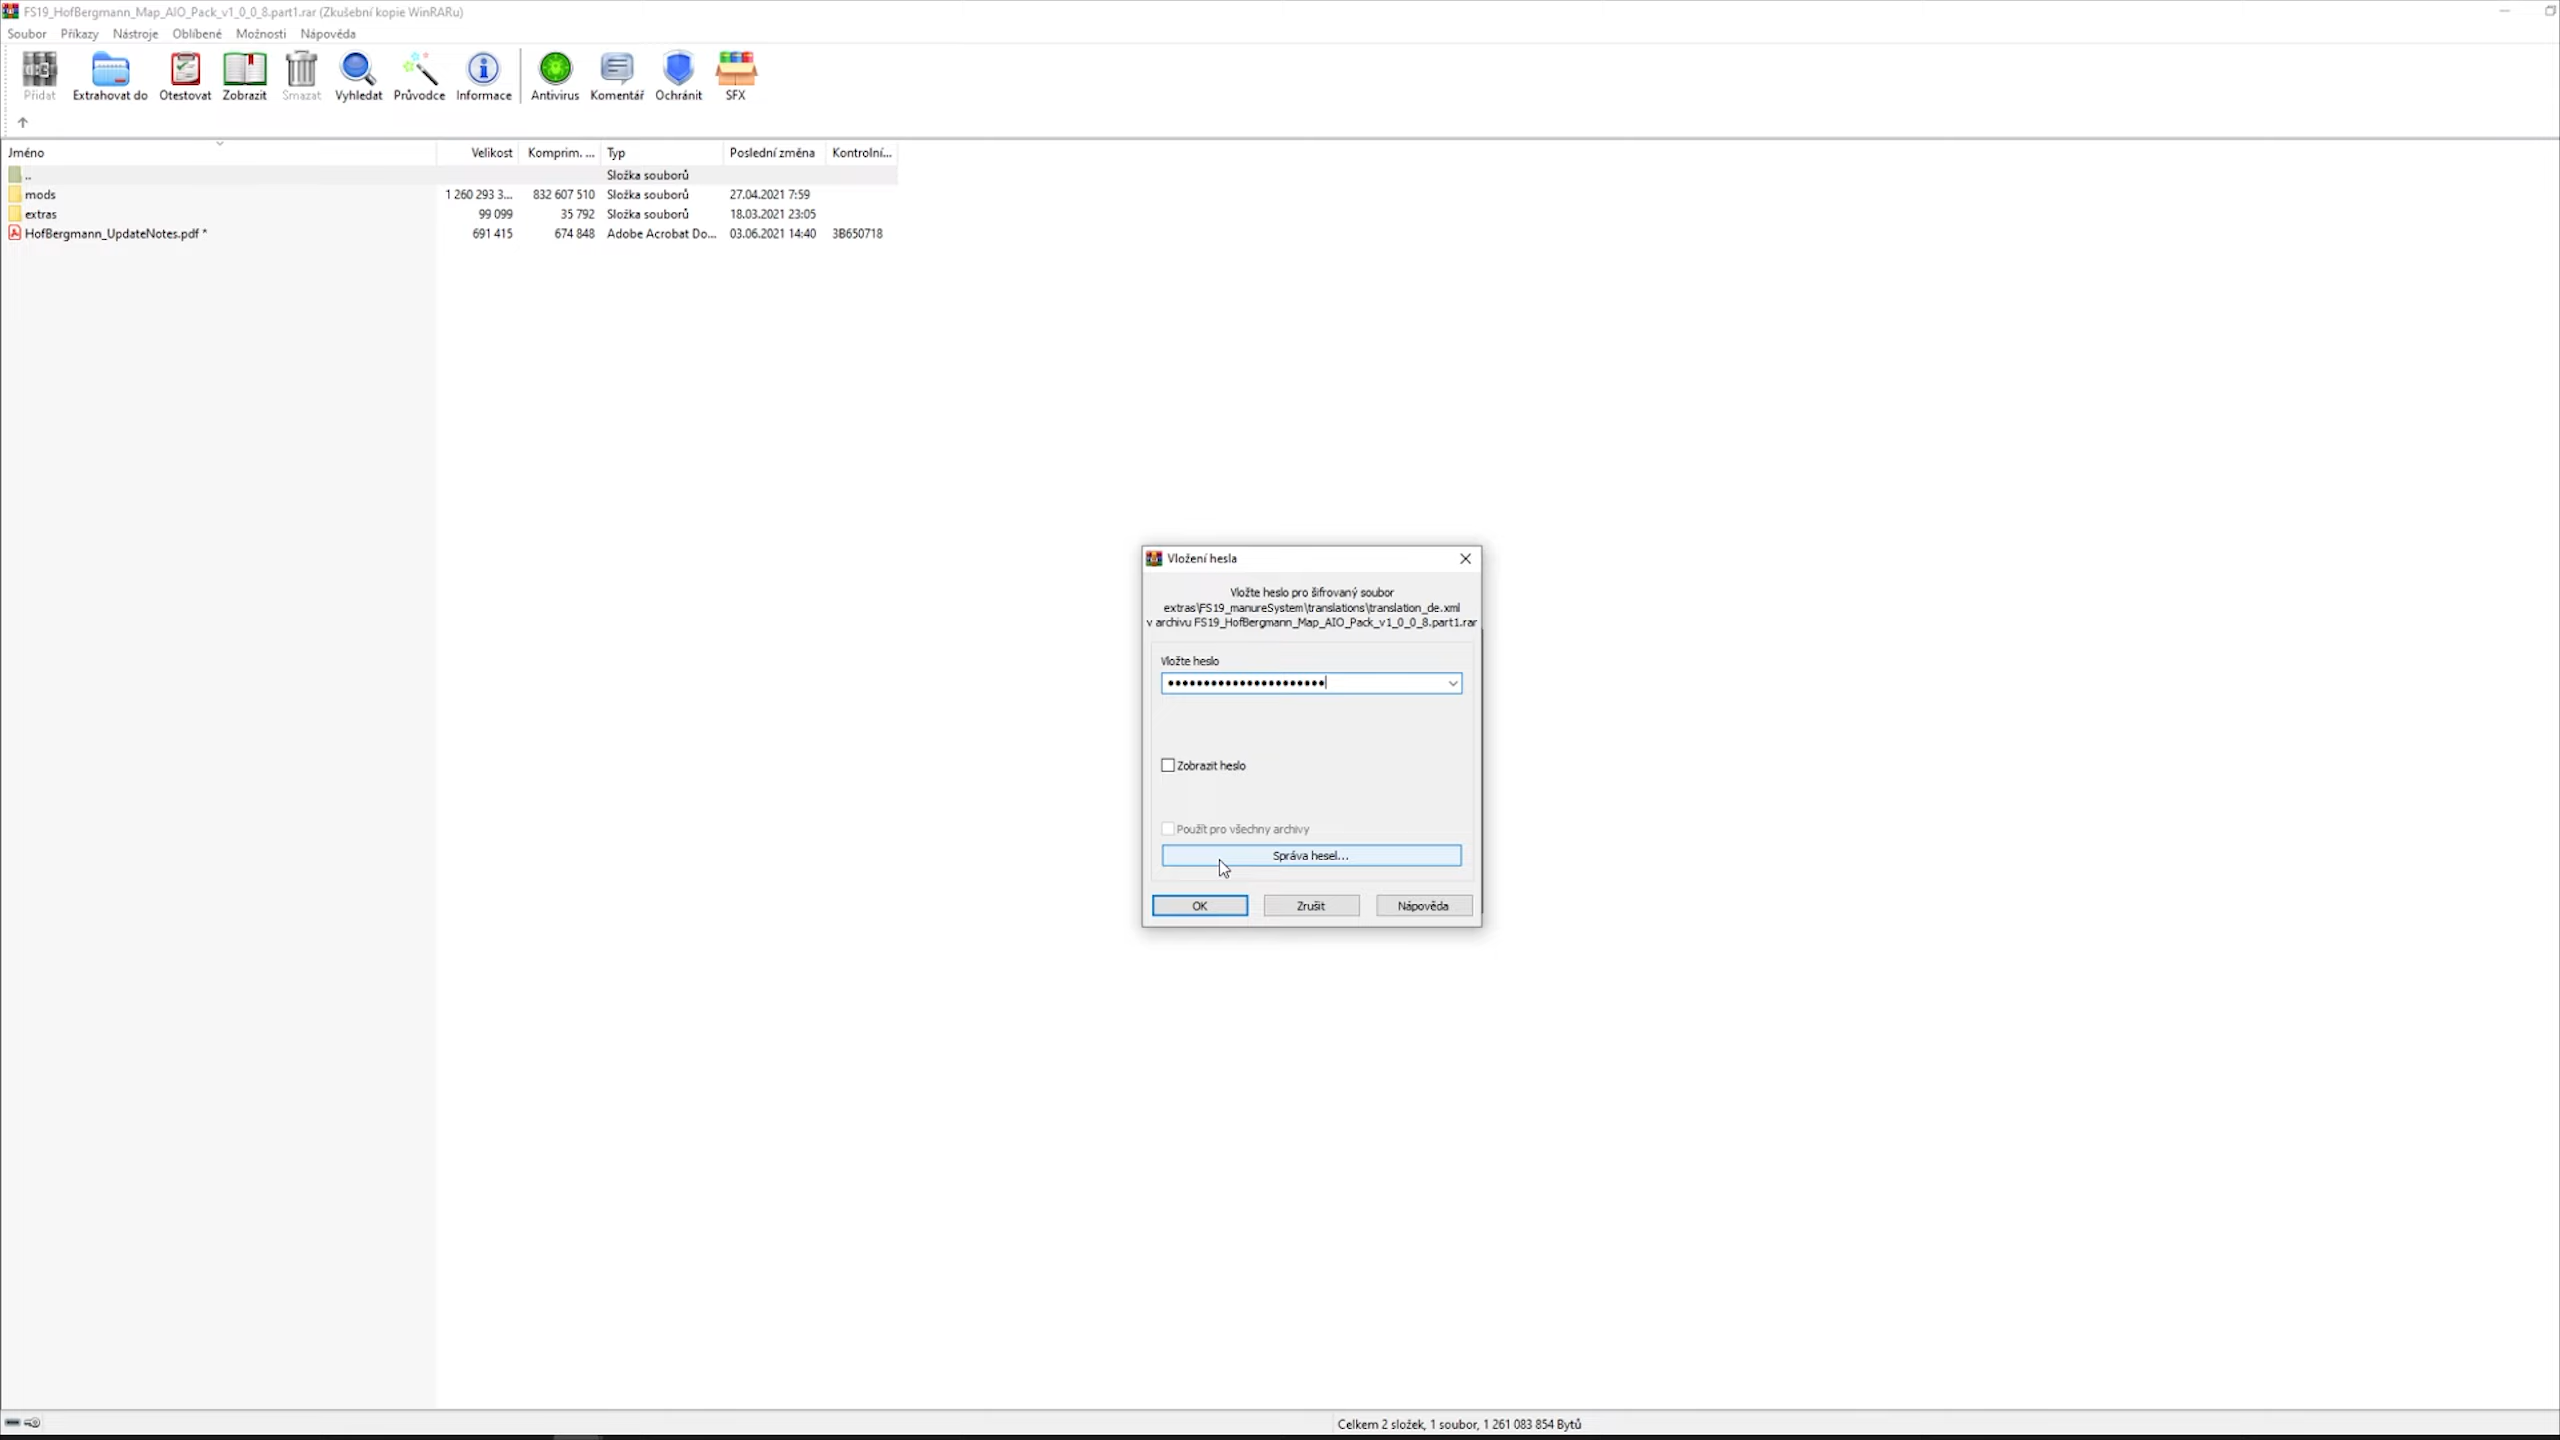 FS19_HofBergmann_Map_AIO_Pack_v1_0_0_8.part1.rar (Zkušební kopie WinRARu)
Soubor Příkazy Nástroje Oblíbené Možnosti Nápověda
Přidat Extrahovat do Otestovat Zobrazit Smazat Vyhledat Průvodce Informace Antivirus Komentář Ochránit SFX
Jméno Velikost Komprim. ... Typ Poslední změna Kontrolní...
.. Složka souborů
mods 1 260 293 3... 832 607 510 Složka souborů 27.04.2021 7:59
extras 99 099 35 792 Složka souborů 18.03.2021 23:05
HofBergmann_UpdateNotes.pdf * 691 415 674 848 Adobe Acrobat Do... 03.06.2021 14:40 3B650718
Vložení hesla
Vložte heslo pro šifrovaný soubor
extras\FS19_manureSystem\translations\translation_de.xml
v archivu FS19_HofBergmann_Map_AIO_Pack_v1_0_0_8.part1.rar
Vložte heslo
••••••••••••••••••••••
Zobrazit heslo
Použít pro všechny archivy
Správa hesel...
OK Zrušit Nápověda
Celkem 2 složek, 1 soubor, 1 261 083 854 Bytů